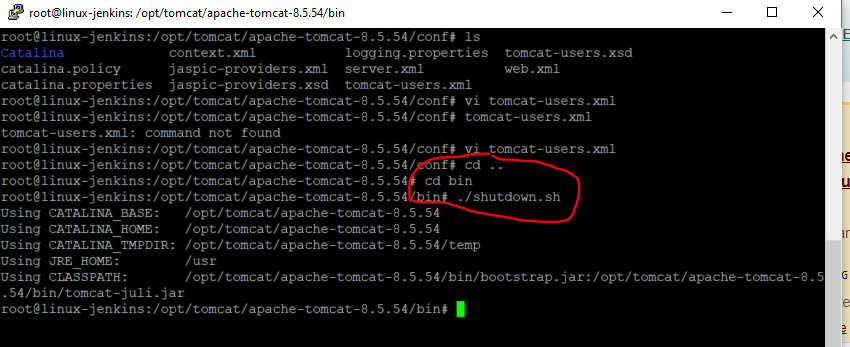 root@linux-jenkins: /opt/tomcat/apache-tomcat-8.5.54/bin
root@linux-jenkins:/opt/tomcat/apache-tomcat-8.5.54/conf# ls
Catalina context.xml logging.properties tomcat-users.xsd
catalina.policy jaspic-providers.xml server.xml web.xml
catalina.properties jaspic-providers.xsd tomcat-users.xml
root@linux-jenkins:/opt/tomcat/apache-tomcat-8.5.54/conf# vi tomcat-users.xml
root@linux-jenkins:/opt/tomcat/apache-tomcat-8.5.54/conf# tomcat-users.xml
tomcat-users.xml: command not found
root@linux-jenkins:/opt/tomcat/apache-tomcat-8.5.54/conf# vi tomcat-users.xml
root@linux-jenkins:/opt/tomcat/apache-tomcat-8.5.54/conf# cd ..
root@linux-jenkins:/opt/tomcat/apache-tomcat-8.5.54# cd bin
root@linux-jenkins:/opt/tomcat/apache-tomcat-8.5.54/bin# ./shutdown.sh
Using CATALINA_BASE: /opt/tomcat/apache-tomcat-8.5.54
Using CATALINA_HOME: /opt/tomcat/apache-tomcat-8.5.54
Using CATALINA_TMPDIR: /opt/tomcat/apache-tomcat-8.5.54/temp
Using JRE_HOME: /usr
Using CLASSPATH: /opt/tomcat/apache-tomcat-8.5.54/bin/bootstrap.jar:/opt/tomcat/apache-tomcat-8.5
.54/bin/tomcat-juli.jar
root@linux-jenkins:/opt/tomcat/apache-tomcat-8.5.54/bin#